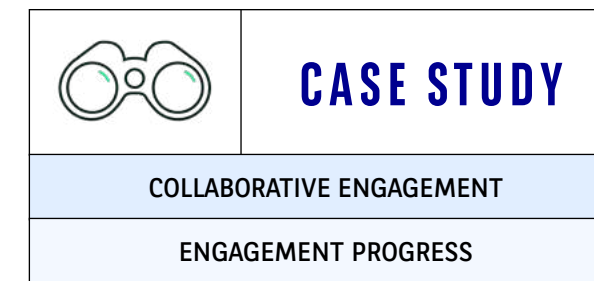 CASE STUDY
COLLABORATIVE ENGAGEMENT
ENGAGEMENT PROGRESS